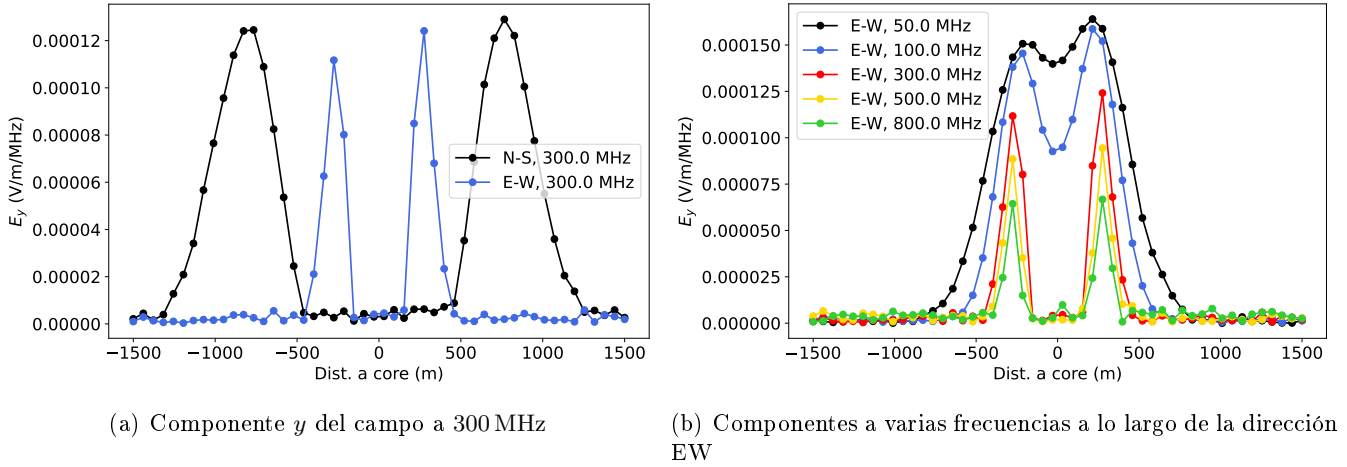 0.00012
0.00010
0.00008
0.00006
0.00004
0.00002
0.00000
E_y (V/m/MHz)
N-S, 300.0 MHz
E-W, 300.0 MHz
−1500 −1000 −500 0 500 1000 1500
Dist. a core (m)
(a) Componente y del campo a 300 MHz
0.000150
0.000125
0.000100
0.000075
0.000050
0.000025
0.000000
E_y (V/m/MHz)
E-W, 50.0 MHz
E-W, 100.0 MHz
E-W, 300.0 MHz
E-W, 500.0 MHz
E-W, 800.0 MHz
−1500 −1000 −500 0 500 1000 1500
Dist. a core (m)
(b) Componentes a varias frecuencias a lo largo de la dirección
EW